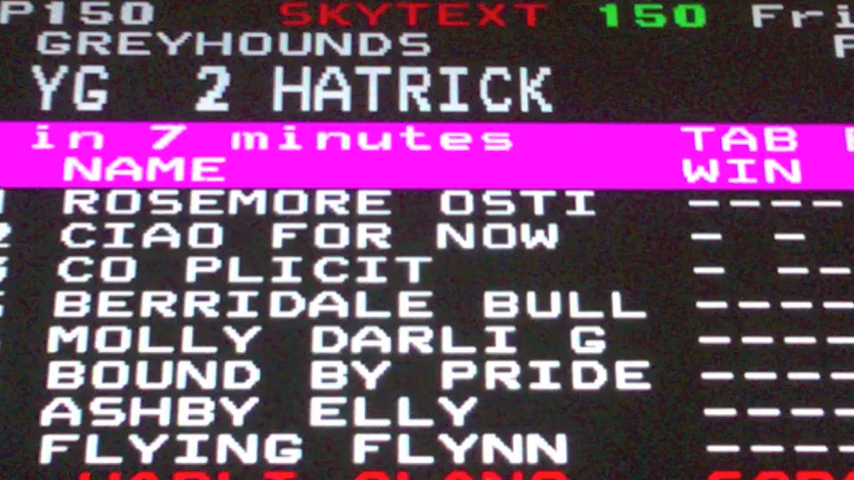 P150 SKYTEXT 150 Fri
GREYHOUNDS
YG 2 HATRICK
in 7 minutes TAB
NAME WIN
ROSEMORE OSTI ----
2 CIAO FOR NOW - -
CO PLICIT - --
BERRIDALE BULL ----
MOLLY DARLI G ----
BOUND BY PRIDE ----
ASHBY ELLY ----
FLYING FLYNN ----